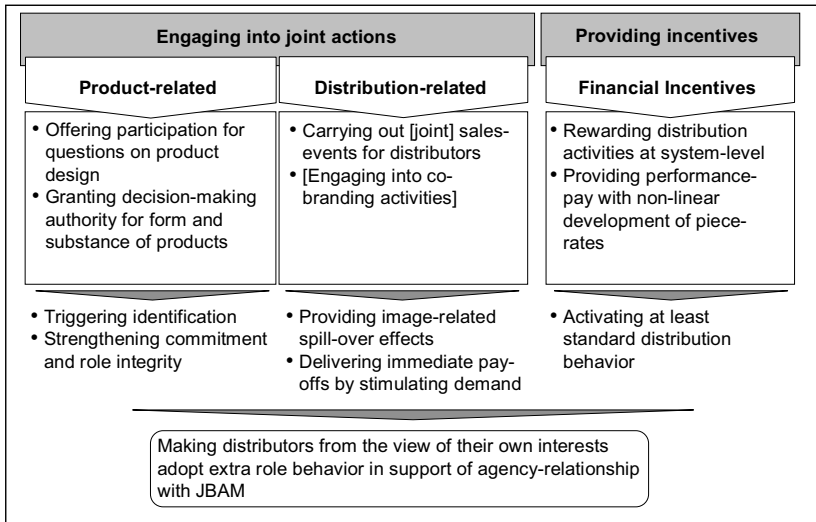 Engaging into joint actions
Providing incentives
Product-related
Distribution-related
Financial Incentives
• Offering participation for
questions on product
design
• Granting decision-making
authority for form and
substance of products
• Carrying out [joint] sales-
events for distributors
• [Engaging into co-
branding activities]
• Rewarding distribution
activities at system-level
• Providing performance-
pay with non-linear
development of piece-
rates
• Triggering identification
• Strengthening commitment
and role integrity
• Providing image-related
spill-over effects
• Delivering immediate pay-
offs by stimulating demand
• Activating at least
standard distribution
behavior
Making distributors from the view of their own interests
adopt extra role behavior in support of agency-relationship
with JBAM